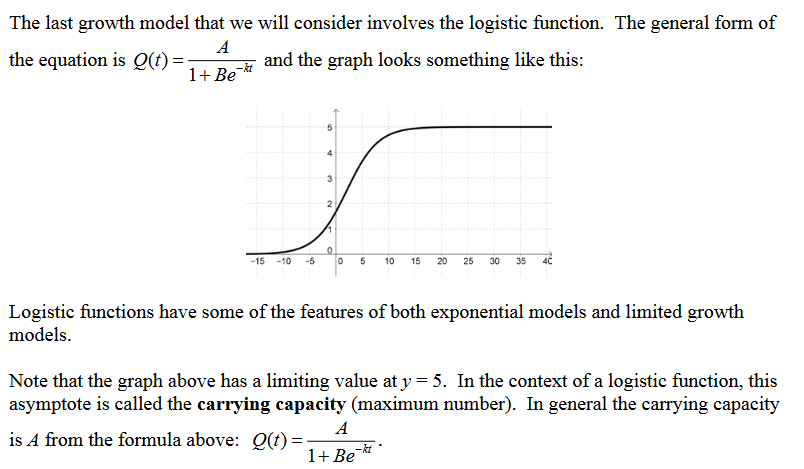 The last growth model that we will consider involves the logistic function.  The general form of
the equation is Q(t) = A / (1 + Be^{-kt}) and the graph looks something like this:
5
4
3
2
1
0
-15 -10 -5 0 5 10 15 20 25 30 35 40
Logistic functions have some of the features of both exponential models and limited growth
models.
Note that the graph above has a limiting value at y = 5.  In the context of a logistic function, this
asymptote is called the carrying capacity (maximum number).  In general the carrying capacity
is A from the formula above:  Q(t) = A / (1 + Be^{-kt}) .